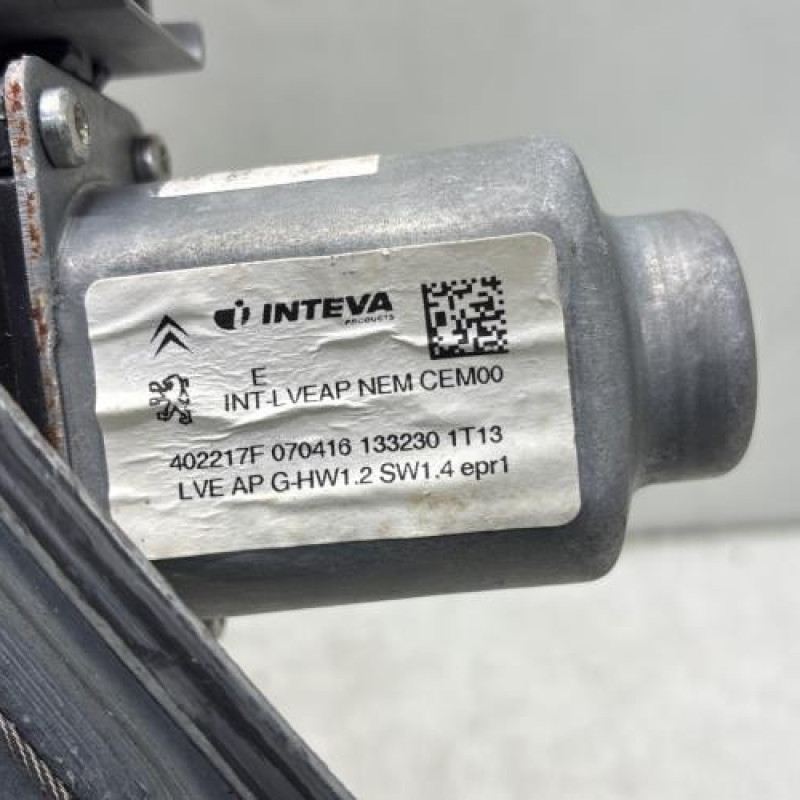 INTEVA
PRODUCTS
E
INT-LVEAP NEM CEM00
402217F 070416 133230 1T13
LVE AP G-HW1.2 SW1.4 epr1